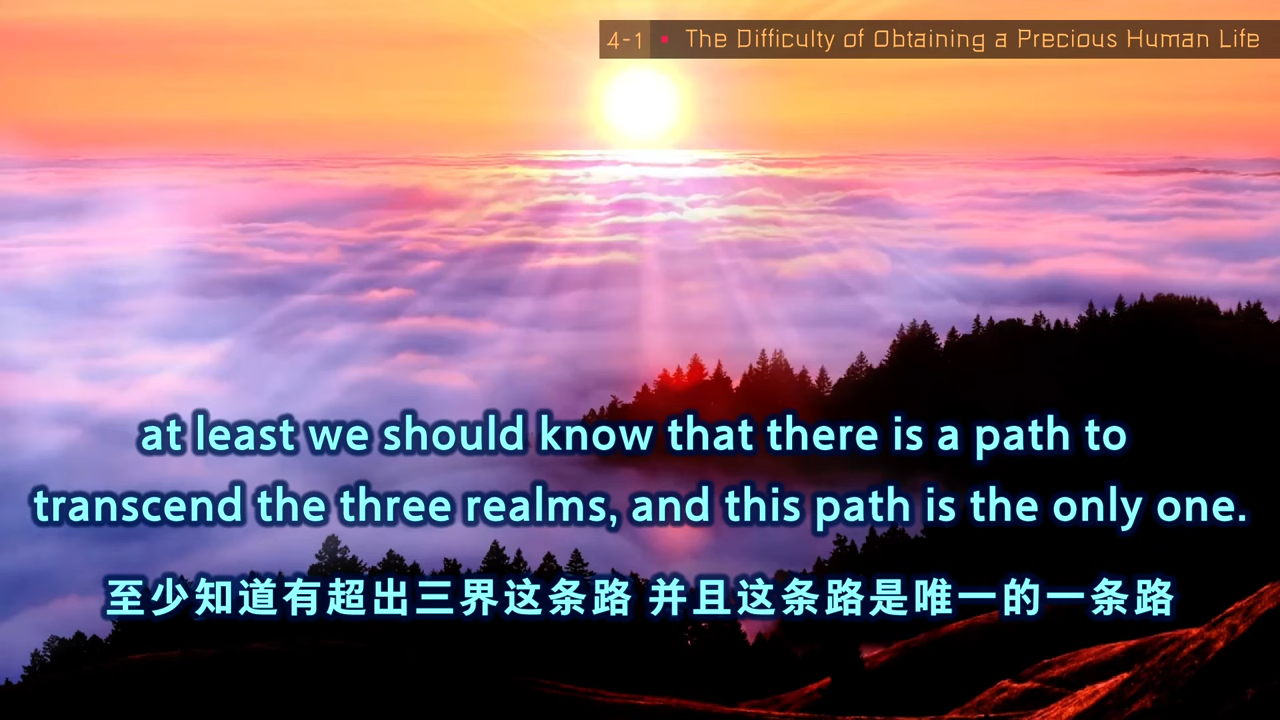 4-1 • The Difficulty of Obtaining a Precious Human Life
at least we should know that there is a path to
transcend the three realms, and this path is the only one.
至少知道有超出三界这条路 并且这条路是唯一的一条路